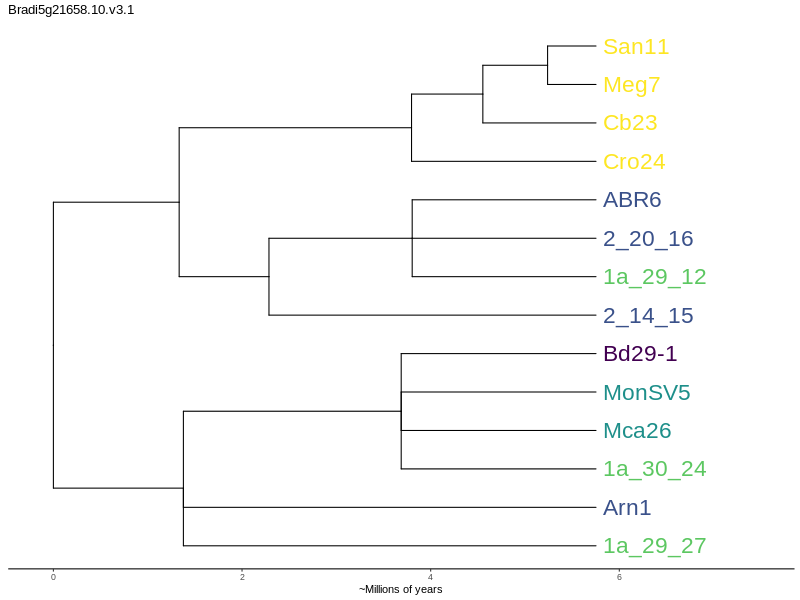 Bradi5g21658.10.v3.1
San11
Meg7
Cb23
Cro24
ABR6
2_20_16
1a_29_12
2_14_15
Bd29-1
MonSV5
Mca26
1a_30_24
Arn1
1a_29_27
0 2 4 6
~Millions of years